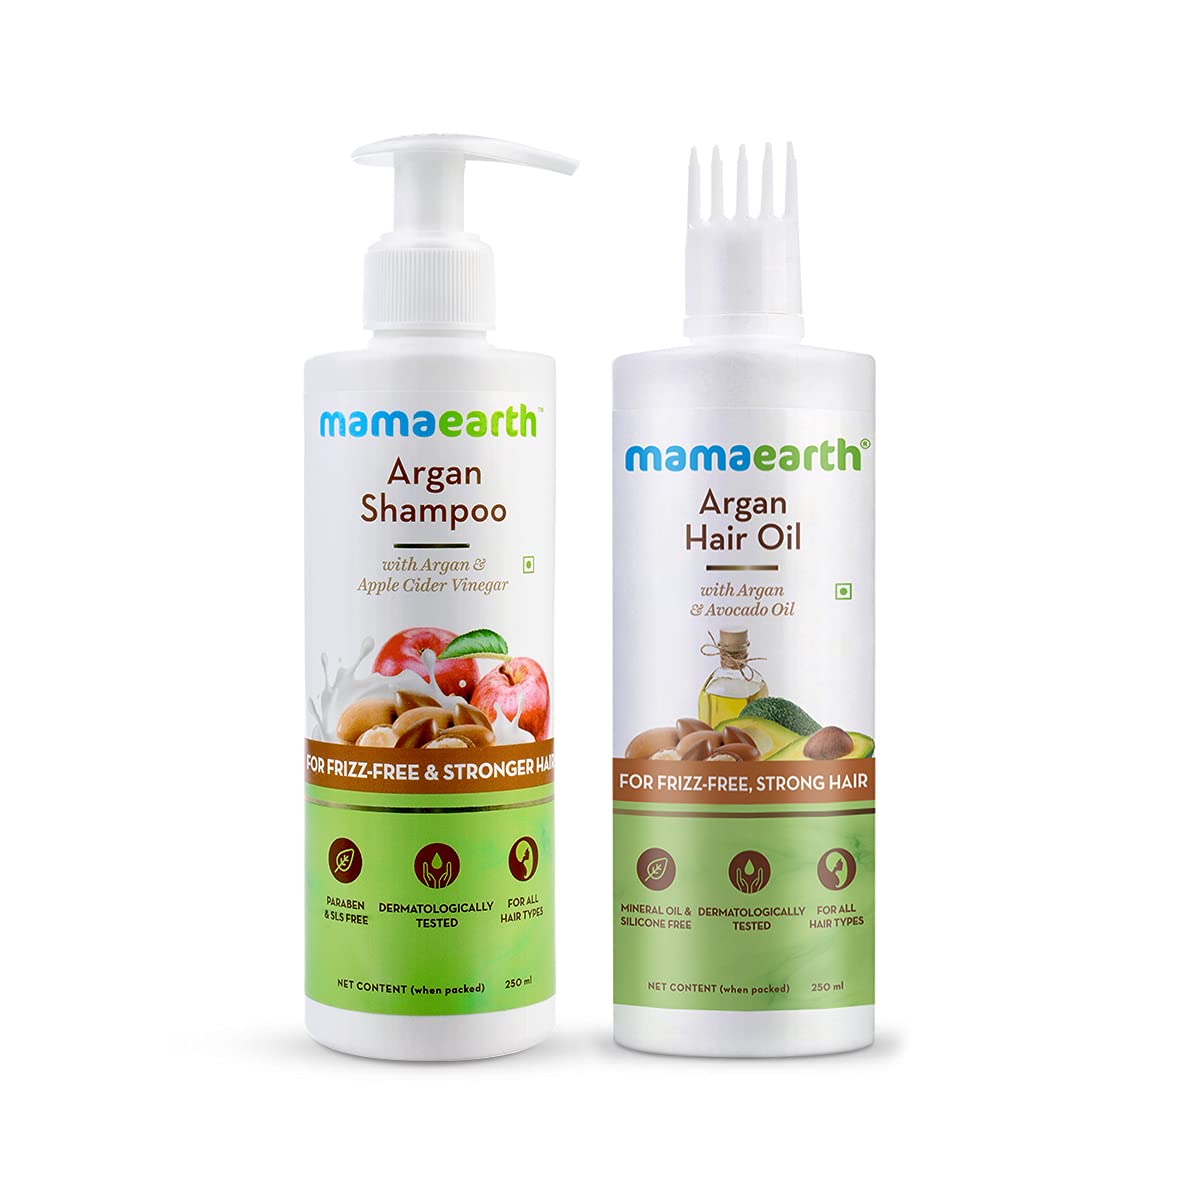 mamaearth™
Argan
Shampoo
with Argan &
Apple Cider Vinegar
FOR FRIZZ-FREE & STRONGER HAIR
PARABEN
& SLS FREE
DERMATOLOGICALLY
TESTED
FOR ALL
HAIR TYPES
NET CONTENT (when packed) 250 ml
mamaearth®
Argan
Hair Oil
with Argan
& Avocado Oil
FOR FRIZZ-FREE, STRONG HAIR
MINERAL OIL &
SILICONE FREE
DERMATOLOGICALLY
TESTED
FOR ALL
HAIR TYPES
NET CONTENT (when packed) 250 ml